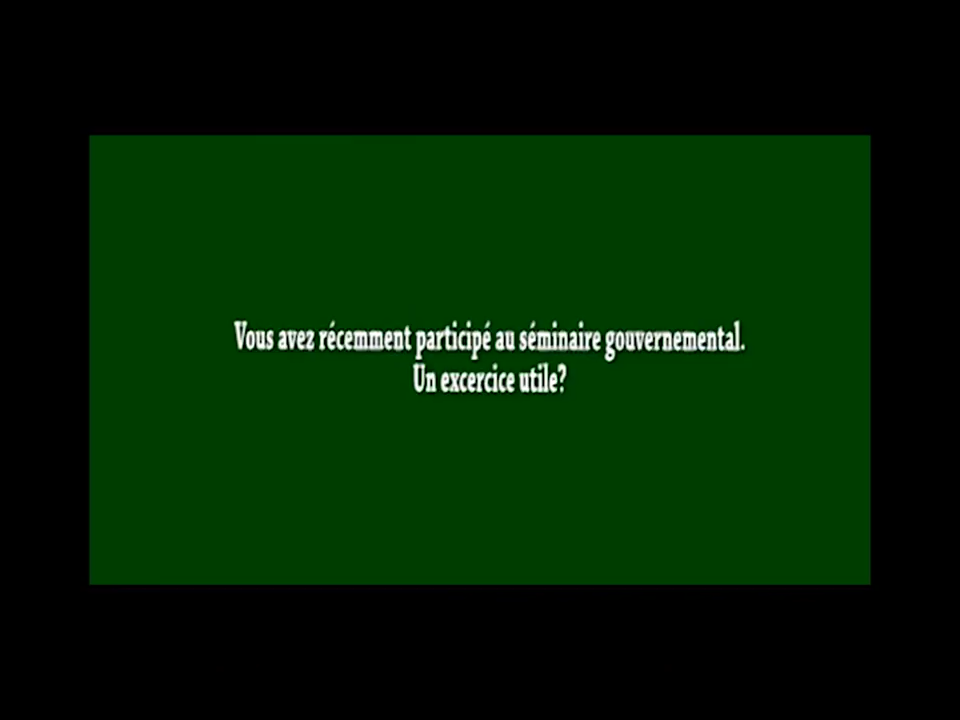 Vous avez récemment participé au séminaire gouvernemental.
Un excercice utile?